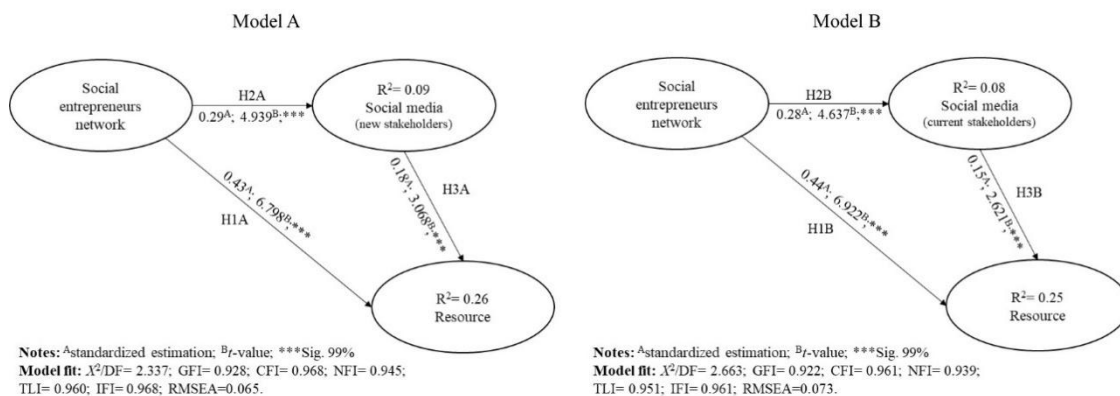 Model A
Social
entrepreneurs
network
H2A
0.29ᴬ; 4.939ᴮ;***
R²= 0.09
Social media
(new stakeholders)
0.43ᴬ; 6.798ᴮ;***
H1A
0.18ᴬ; 3.068ᴮ;***
H3A
R²= 0.26
Resource
Notes: ᴬstandardized estimation; ᴮt-value; ***Sig. 99%
Model fit: X²/DF= 2.337; GFI= 0.928; CFI= 0.968; NFI= 0.945;
TLI= 0.960; IFI= 0.968; RMSEA=0.065.
Model B
Social
entrepreneurs
network
H2B
0.28ᴬ; 4.637ᴮ;***
R²= 0.08
Social media
(current stakeholders)
0.44ᴬ; 6.922ᴮ;***
H1B
0.15ᴬ; 2.621ᴮ;***
H3B
R²= 0.25
Resource
Notes: ᴬstandardized estimation; ᴮt-value; ***Sig. 99%
Model fit: X²/DF= 2.663; GFI= 0.922; CFI= 0.961; NFI= 0.939;
TLI= 0.951; IFI= 0.961; RMSEA=0.073.